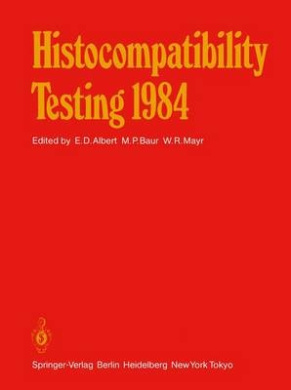 Histocompatibility
Testing 1984
Edited by E.D.Albert M.P.Baur W.R.Mayr
Springer-Verlag Berlin Heidelberg New York Tokyo